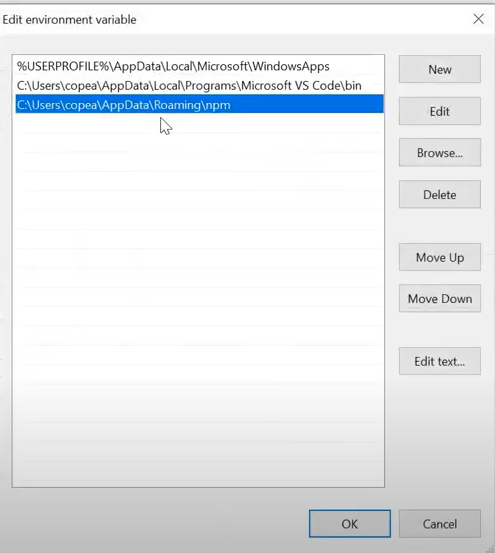 Edit environment variable
%USERPROFILE%\AppData\Local\Microsoft\WindowsApps
C:\Users\copea\AppData\Local\Programs\Microsoft VS Code\bin
C:\Users\copea\AppData\Roaming\npm
New
Edit
Browse...
Delete
Move Up
Move Down
Edit text...
OK
Cancel